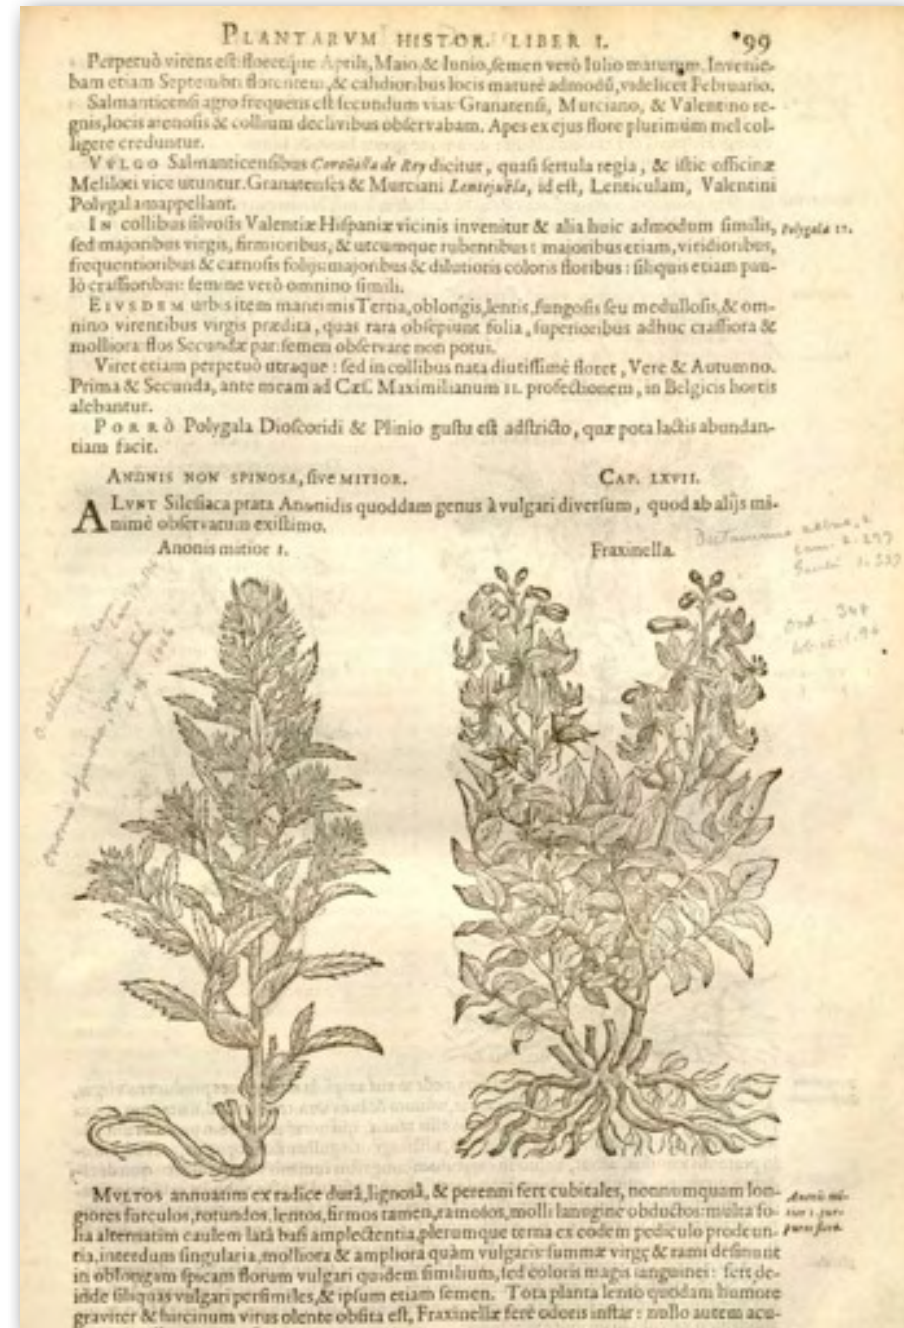 PLANTARVM HISTOR. LIBER I. 99
Perpetuò virens est: floretque Aprili, Maio & Iunio, semen verò Iulio maturum. Invenie-
bam etiam Septembri florentem, & calidioribus locis maturè admodũ, videlicet Februario.
Salmanticensi agro frequens est secundum vias: Granatensi, Murciano, & Valentino re-
gnis, locis arenosis & collium declivibus observabam. Apes ex ejus flore plurimùm mel col-
ligere creduntur.
VVLGO Salmanticensibus Coronilla de Rey dicitur, quasi sertula regia, & istic officinæ
Meliloti vice utuntur. Granatenses & Murciani Lentejuela, id est, Lenticulam, Valentini
Polygalam appellant.
IN collibus silvosis Valentiæ Hispaniæ vicinis invenitur & alia huic admodum similis,
Polygala II.
sed majoribus virgis, firmioribus, & utcumque rubentibus: majoribus etiam, viridioribus,
frequentioribus & carnosis folijs: majoribus & dilutioris coloris floribus: siliquis etiam pau-
lò crassioribus: semine verò omnino simili.
EIVSDEM urbis item maritimis Tertia, oblongis, lentis, fungosis seu medullosis, & om-
nino virentibus virgis prædita, quas rara obsepiunt folia, superioribus adhuc crassiora &
molliora: flos Secundæ par: semen observare non potui.
Viret etiam perpetuò utraque: sed in collibus nata diutissimè floret, Vere & Autumno.
Prima & Secunda, ante meam ad Cæs. Maximilianum II. profectionem, in Belgicis hortis
alebantur.
PORRÒ Polygala Dioscoridi & Plinio gustu est adstricto, quæ pota lactis abundan-
tiam facit.
ANONIS NON SPINOSA, sive MITIOR. CAP. LXVII.
ALVNT Silesiaca prata Anonidis quoddam genus à vulgari diversum, quod ab alijs mi-
nimè observatum existimo.
Anonis mitior I. Fraxinella.
MVLTOS annuatim ex radice durâ, lignosâ, & perenni fert cubitales, nonnumquam lon-
giores surculos, rotundos, lentos, firmos tamen, ramosos, molli lanugine obductos: multa fo-
lia alternatim caulem latâ basi amplectentia, plerumque terna ex eodem pediculo prodeun-
tia, interdum singularia, molliora & ampliora quàm vulgaris: summæ virgę & rami desinunt
in oblongam spicam florum vulgari quidem similium, sed coloris magis sanguinei: fert de-
inde siliquas vulgari persimiles, & ipsum etiam semen. Tota planta lento quodam humore
graviter & hircinum virus olente obsita est, Fraxinellæ ferè odoris instar: nullo autem acu-